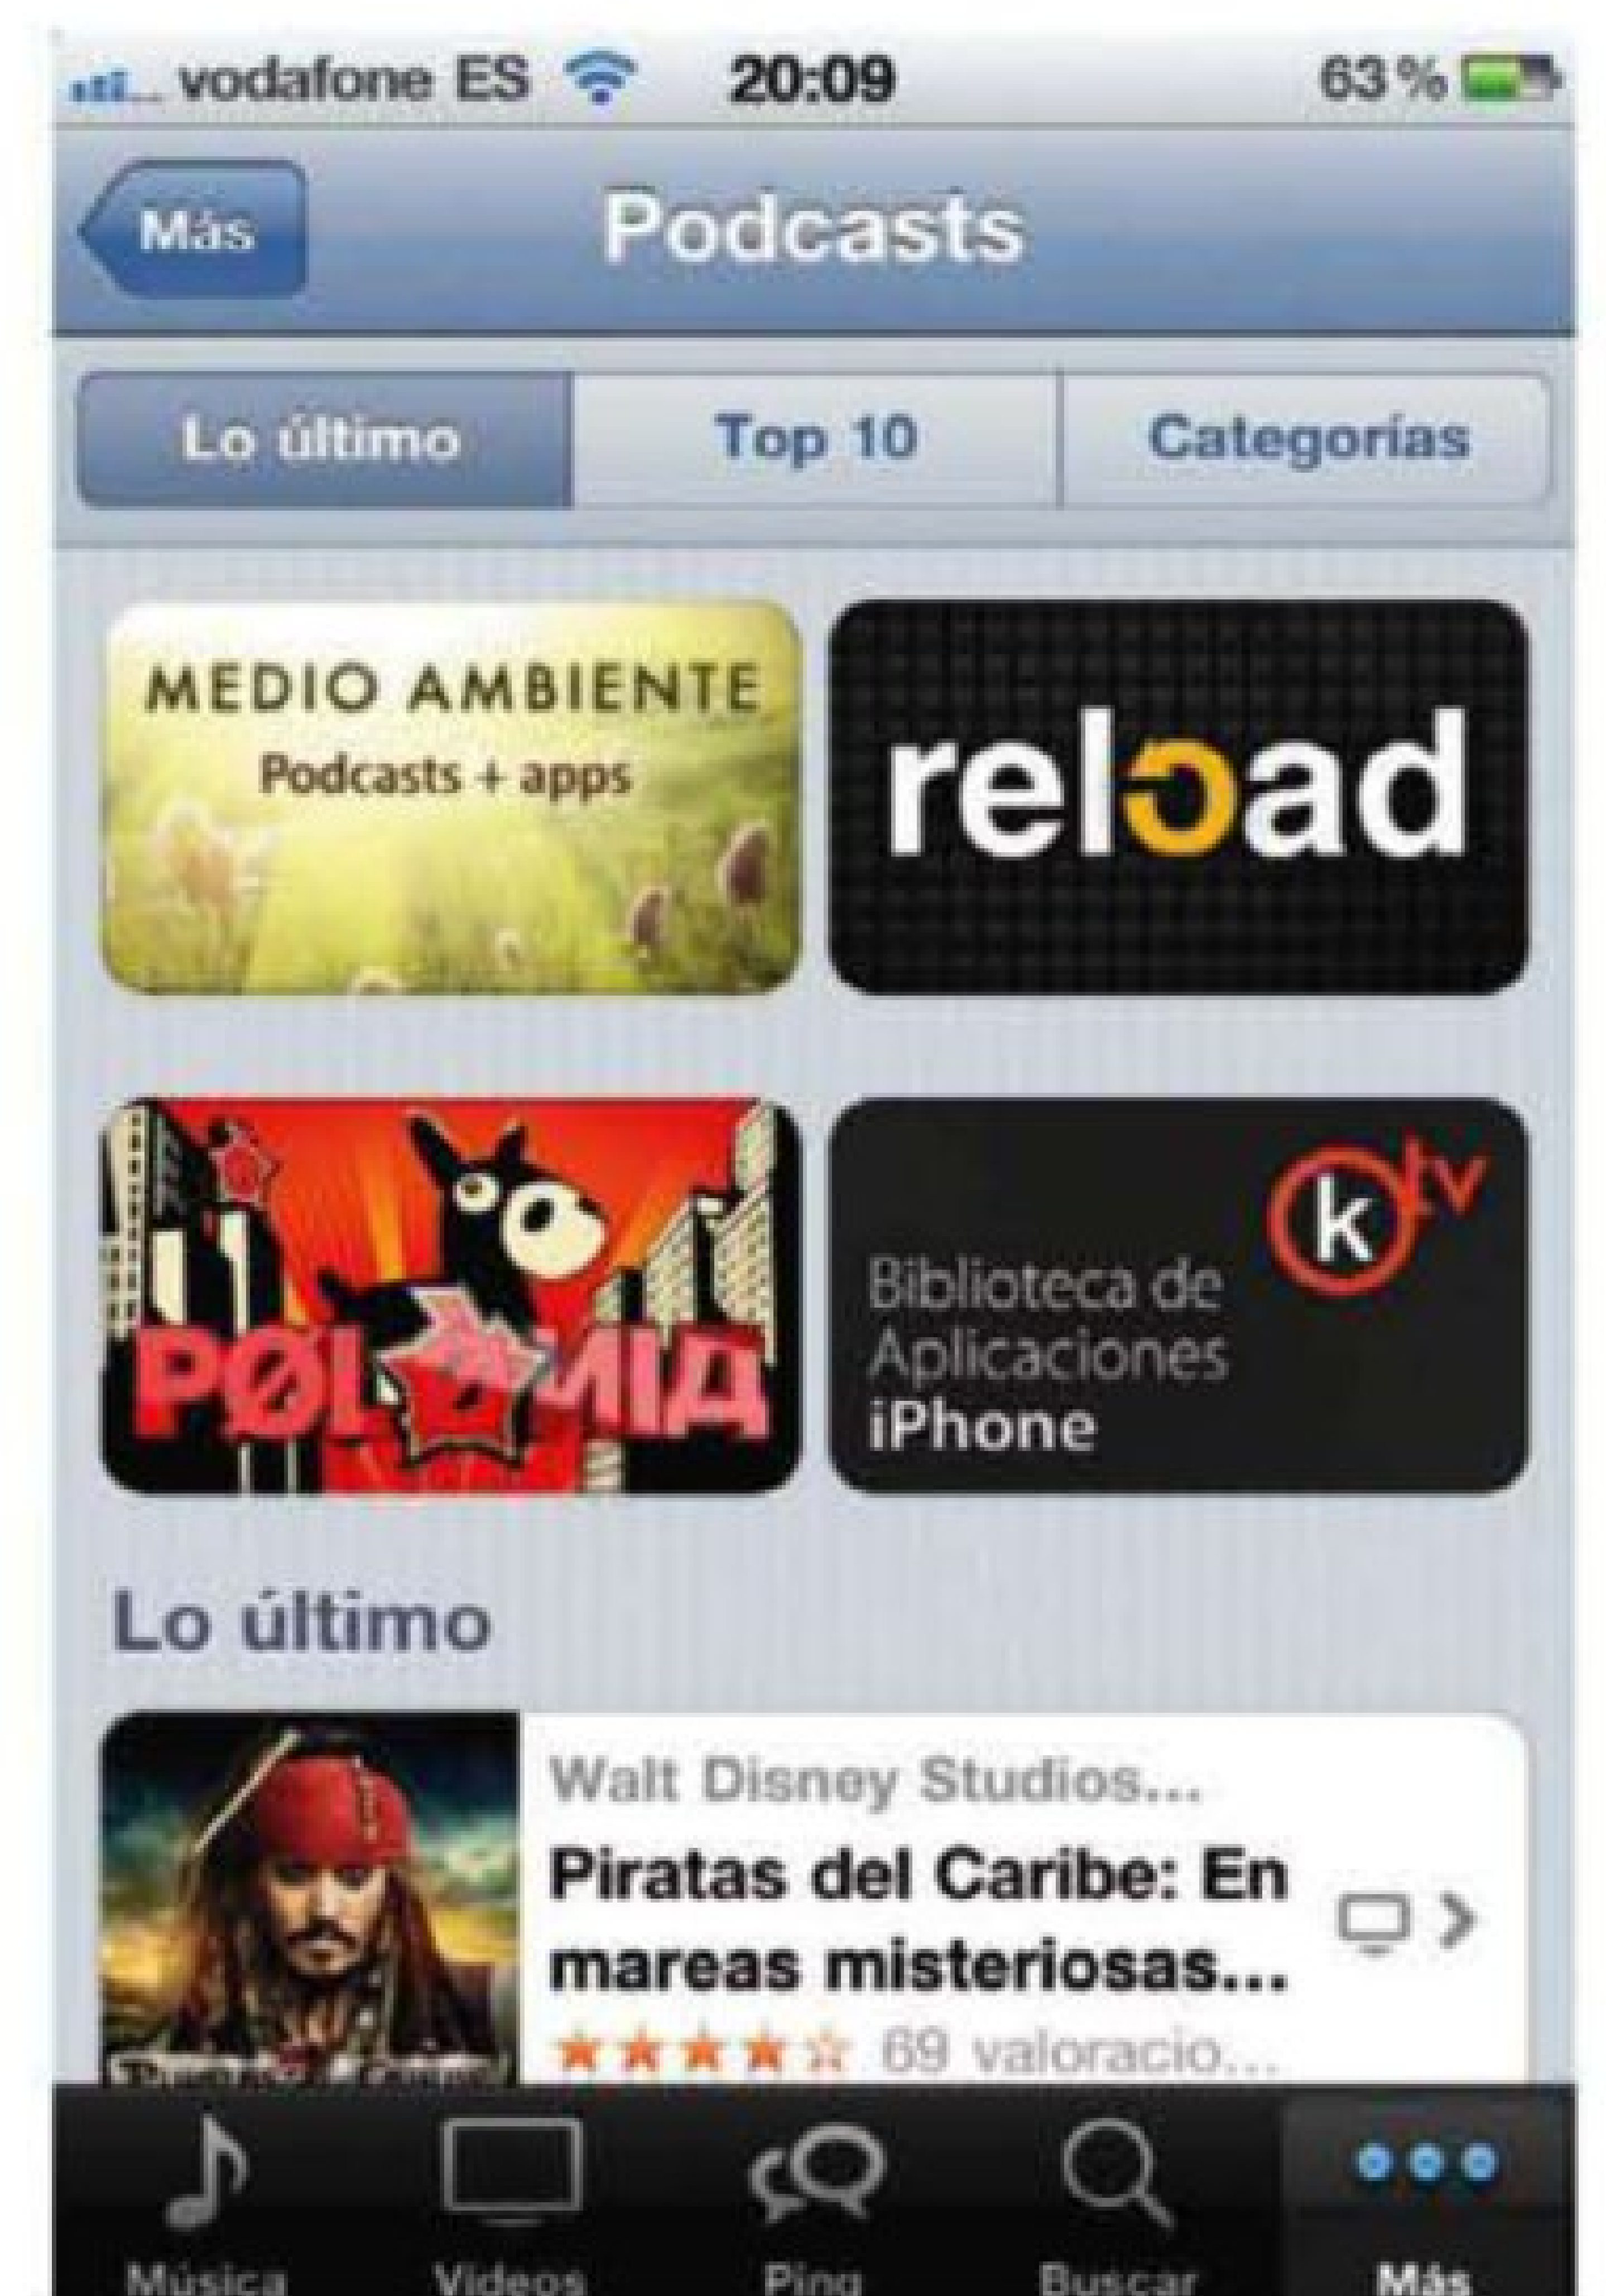 vodafone ES 20:09 63%
Más Podcasts
Lo último Top 10 Categorías
MEDIO AMBIENTE
Podcasts + apps
reload
POLONIA
k tv
Biblioteca de
Aplicaciones
iPhone
Lo último
Walt Disney Studios...
Piratas del Caribe: En
mareas misteriosas...
69 valoracio...
Música Videos Ping Buscar Más